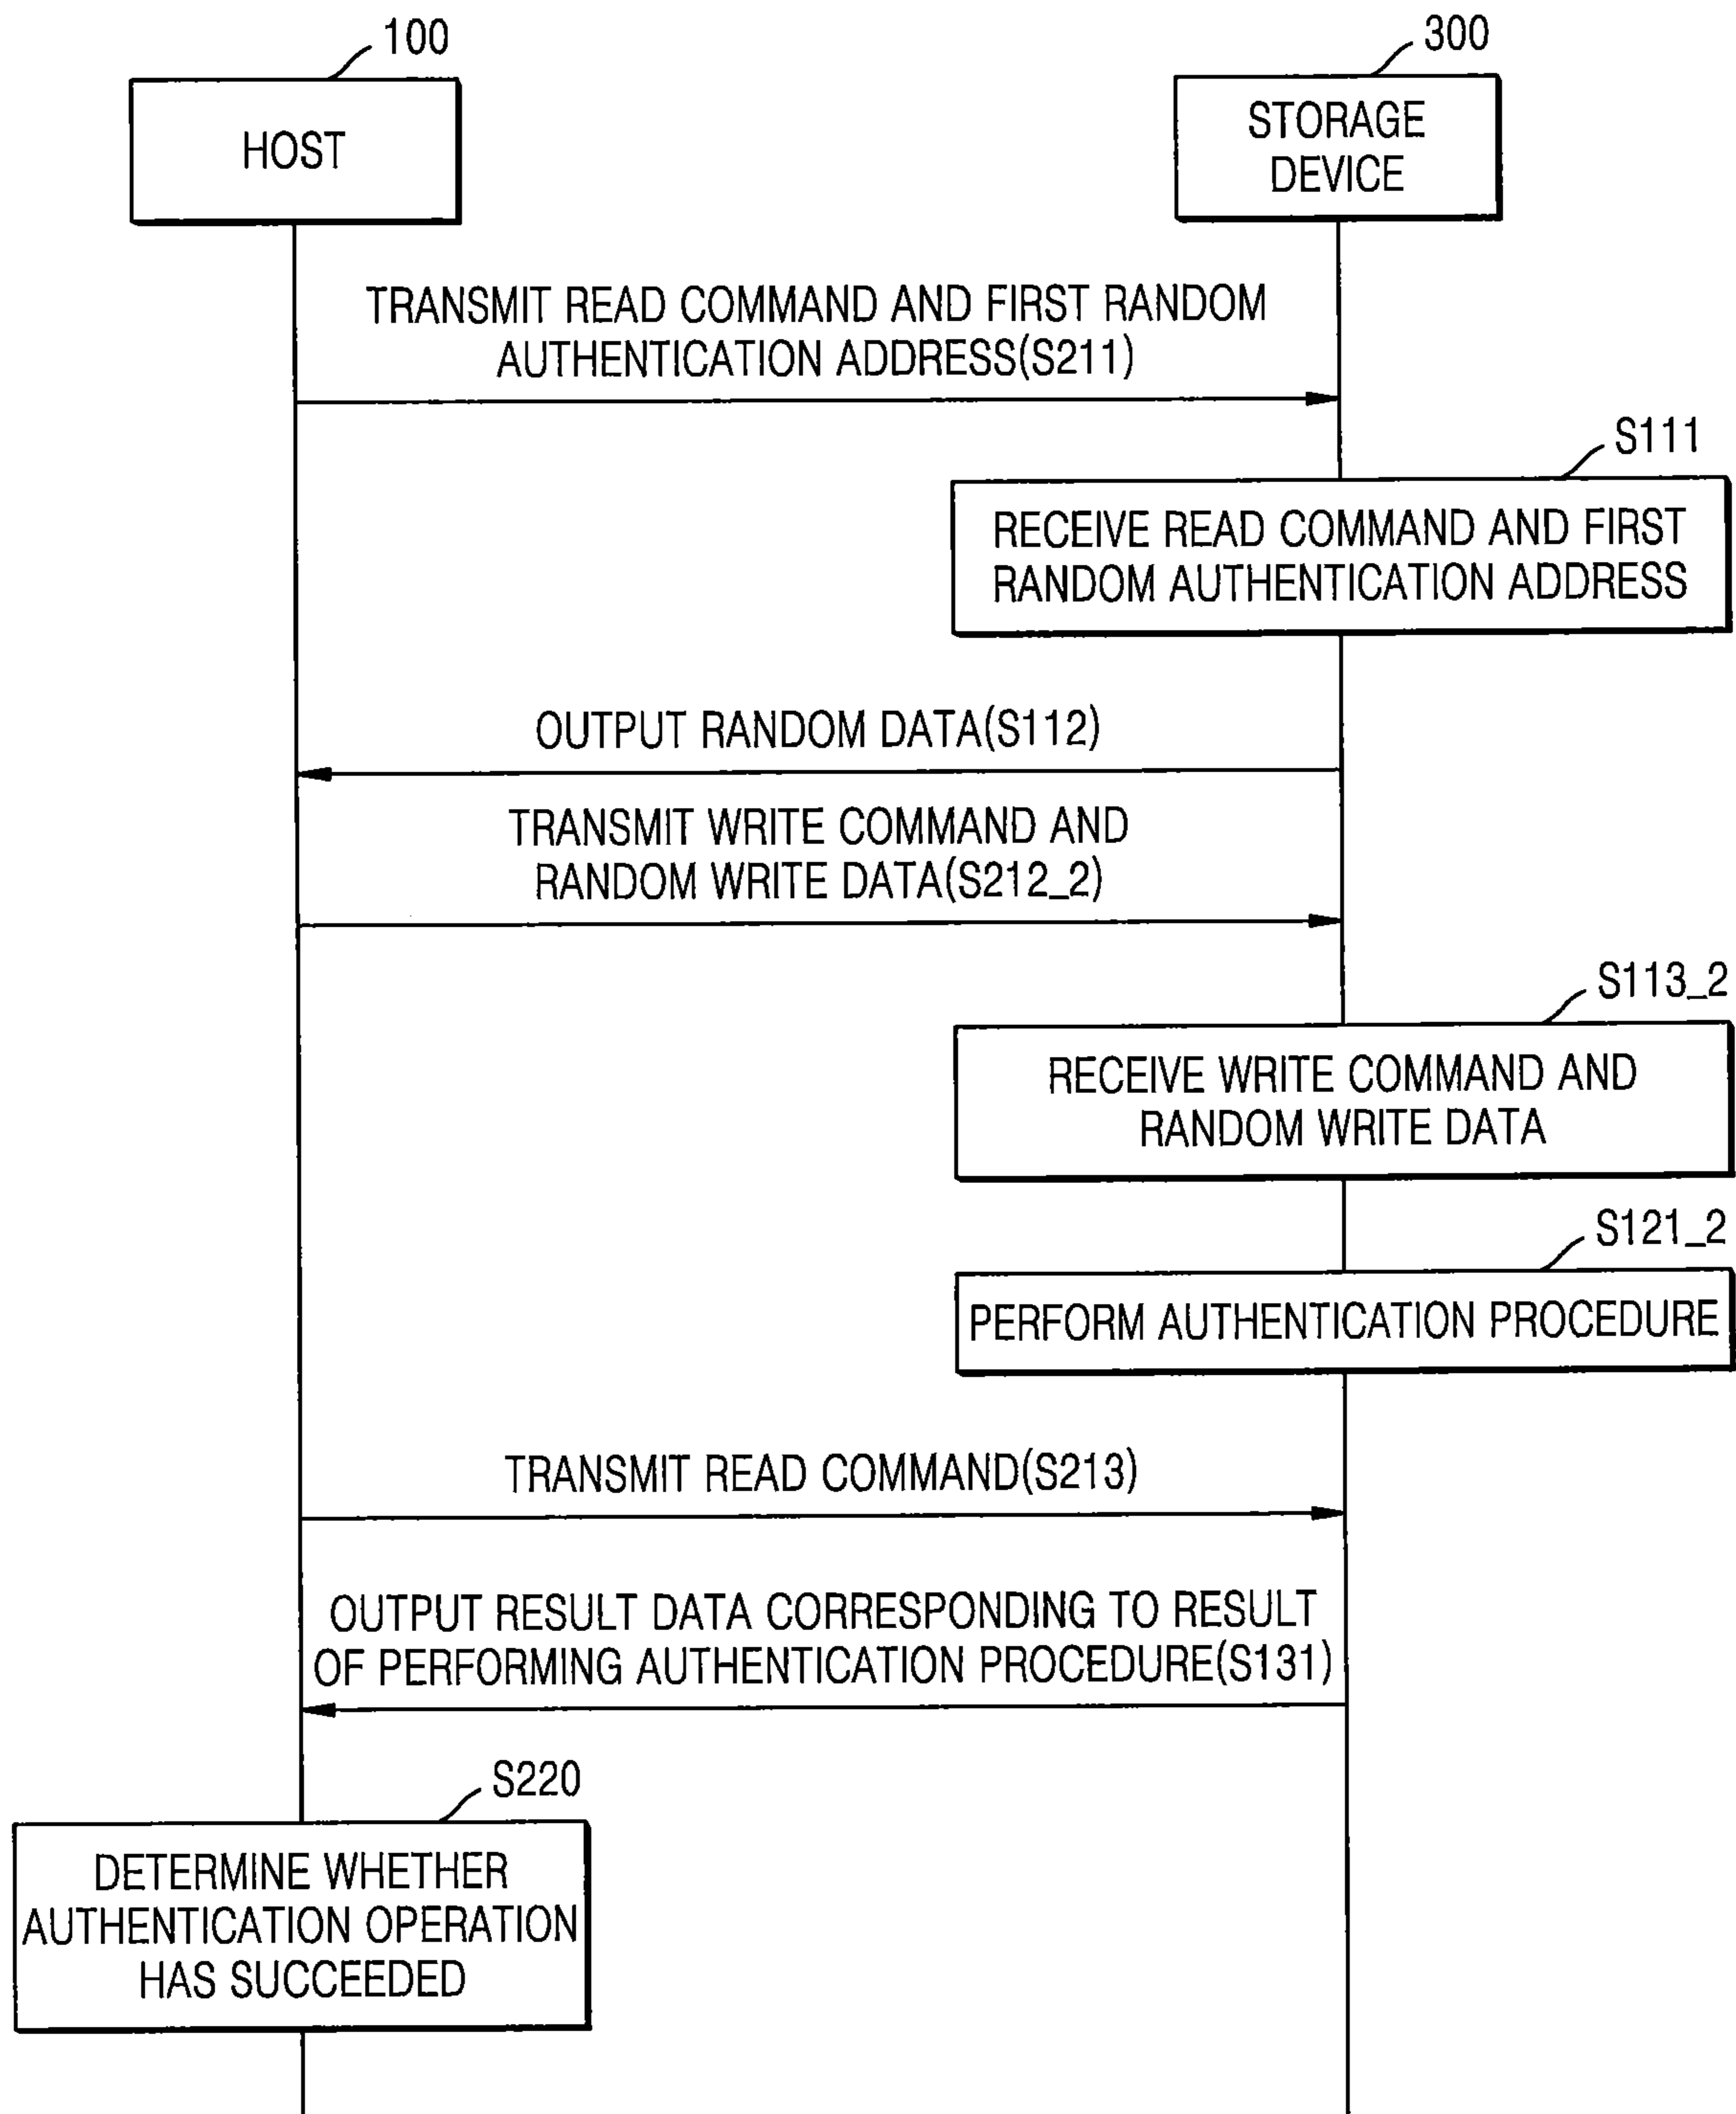 100
300
HOST
STORAGE
DEVICE
TRANSMIT READ COMMAND AND FIRST RANDOM
AUTHENTICATION ADDRESS(S211)
S111
RECEIVE READ COMMAND AND FIRST
RANDOM AUTHENTICATION ADDRESS
OUTPUT RANDOM DATA(S112)
TRANSMIT WRITE COMMAND AND
RANDOM WRITE DATA(S212_2)
S113_2
RECEIVE WRITE COMMAND AND
RANDOM WRITE DATA
S121_2
PERFORM AUTHENTICATION PROCEDURE
TRANSMIT READ COMMAND(S213)
OUTPUT RESULT DATA CORRESPONDING TO RESULT
OF PERFORMING AUTHENTICATION PROCEDURE(S131)
S220
DETERMINE WHETHER
AUTHENTICATION OPERATION
HAS SUCCEEDED